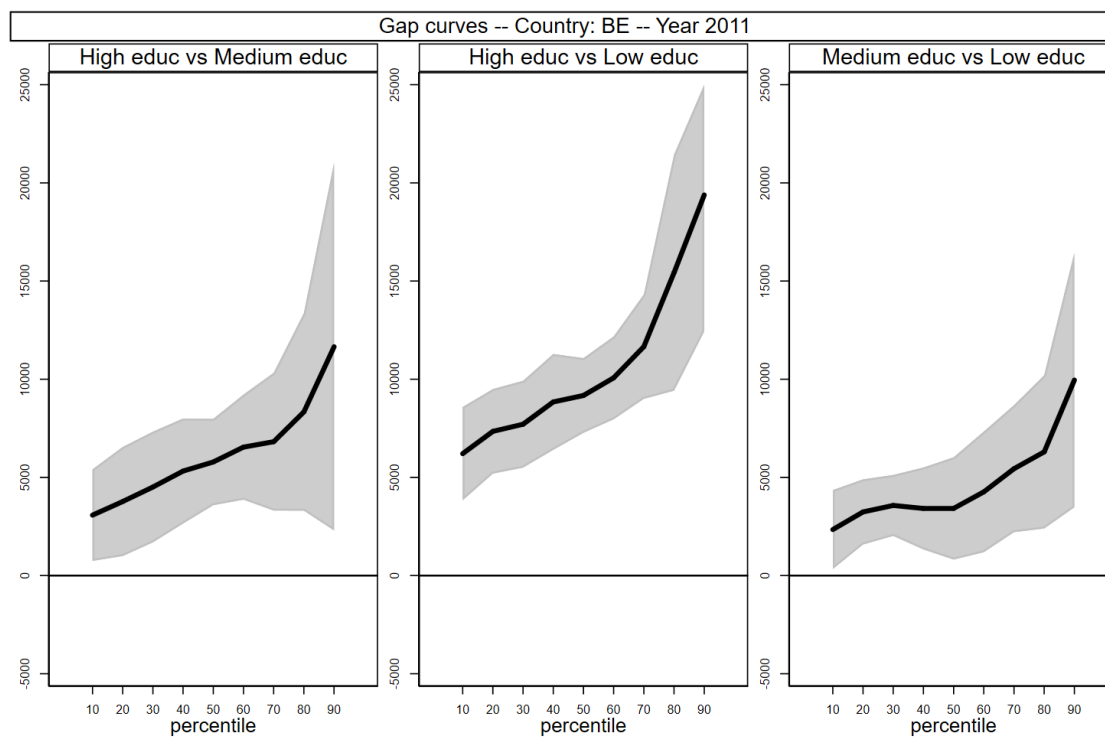 Gap curves -- Country: BE -- Year 2011
High educ vs Medium educ
High educ vs Low educ
Medium educ vs Low educ
25000
20000
15000
10000
5000
0
-5000
25000
20000
15000
10000
5000
0
-5000
25000
20000
15000
10000
5000
0
-5000
10 20 30 40 50 60 70 80 90
10 20 30 40 50 60 70 80 90
10 20 30 40 50 60 70 80 90
percentile
percentile
percentile